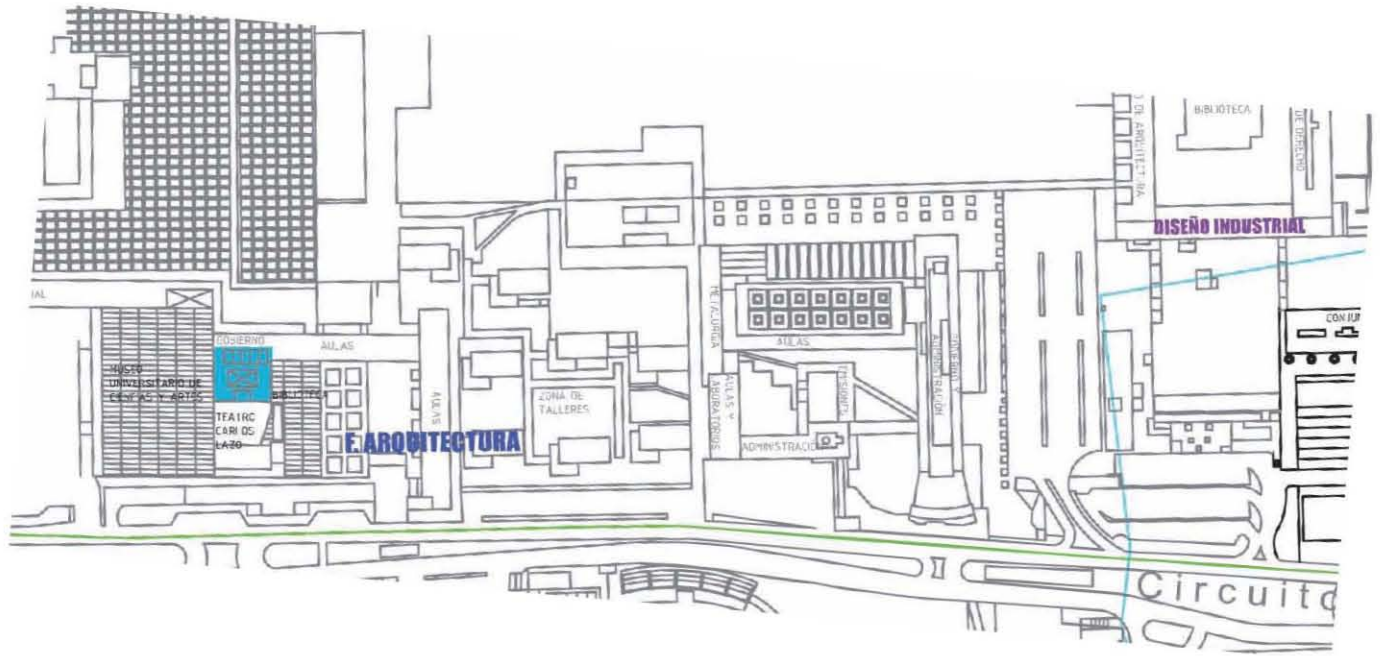 BIBLIOTECA
DE DERECHO
O DE ARQUITECTURA
DISEÑO INDUSTRIAL
IAL
CONJUN
GOBIERNO
AULAS
MUSEO
UNIVERSITARIO DE
CIENCIAS Y ARTES
BIBLIOTECA
TEATRO
CARLOS
LAZO
F. ARQUITECTURA
AULAS
ZONA DE
TALLERES
METALURGIA
AULAS
AULAS Y
LABORATORIOS
ADMINISTRACION
GOBIERNO Y
ADMINISTRACIÓN
Circuito